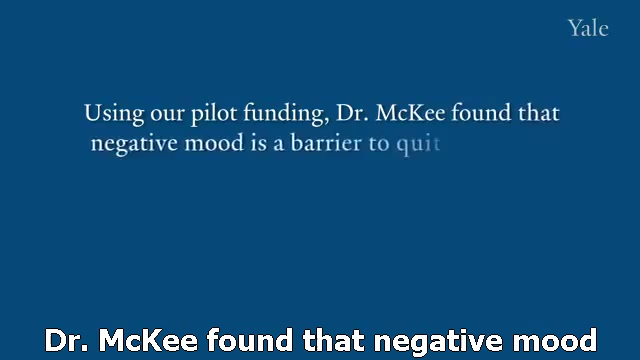 Yale
Using our pilot funding, Dr. McKee found that
negative mood is a barrier to quit
Dr. McKee found that negative mood